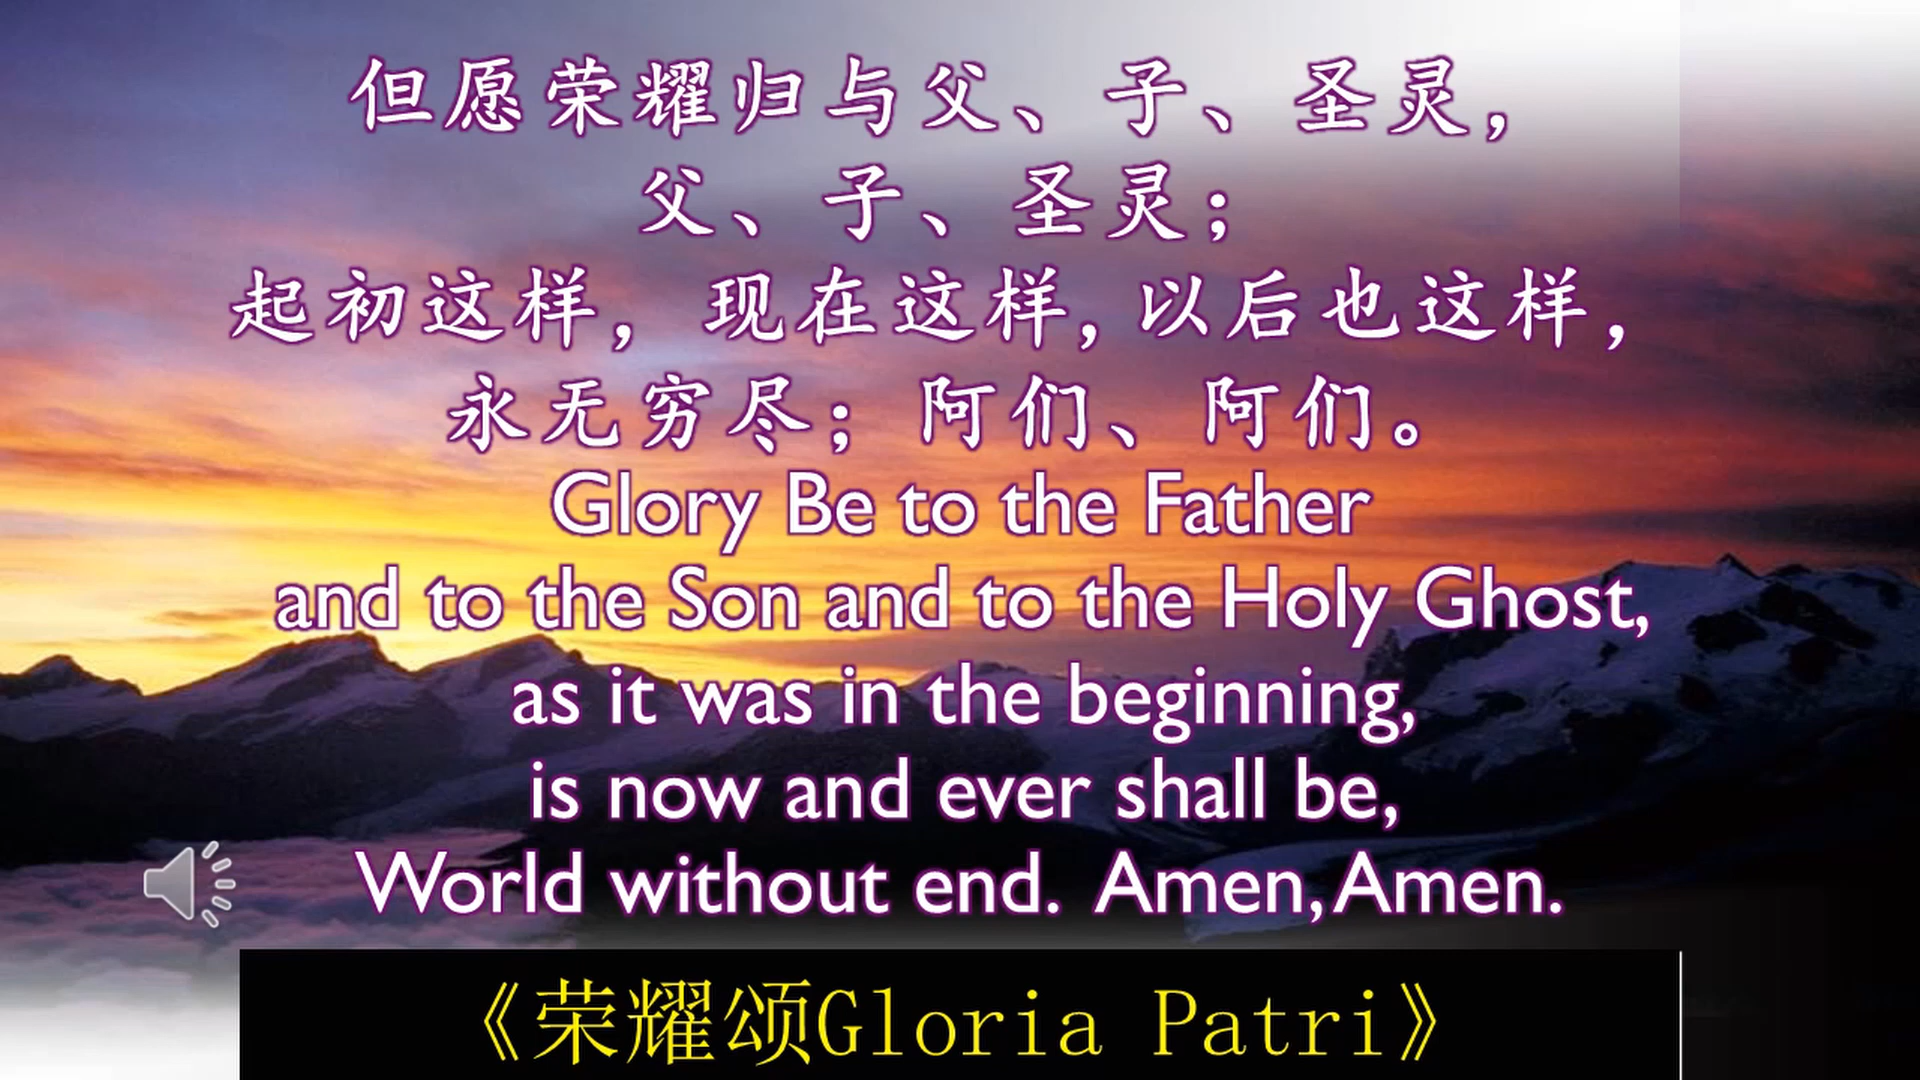 但愿荣耀归与父、子、圣灵，
父、子、圣灵；
起初这样，现在这样，以后也这样，
永无穷尽；阿们、阿们。
Glory Be to the Father
and to the Son and to the Holy Ghost,
as it was in the beginning,
is now and ever shall be,
World without end. Amen, Amen.
《荣耀颂Gloria Patri》